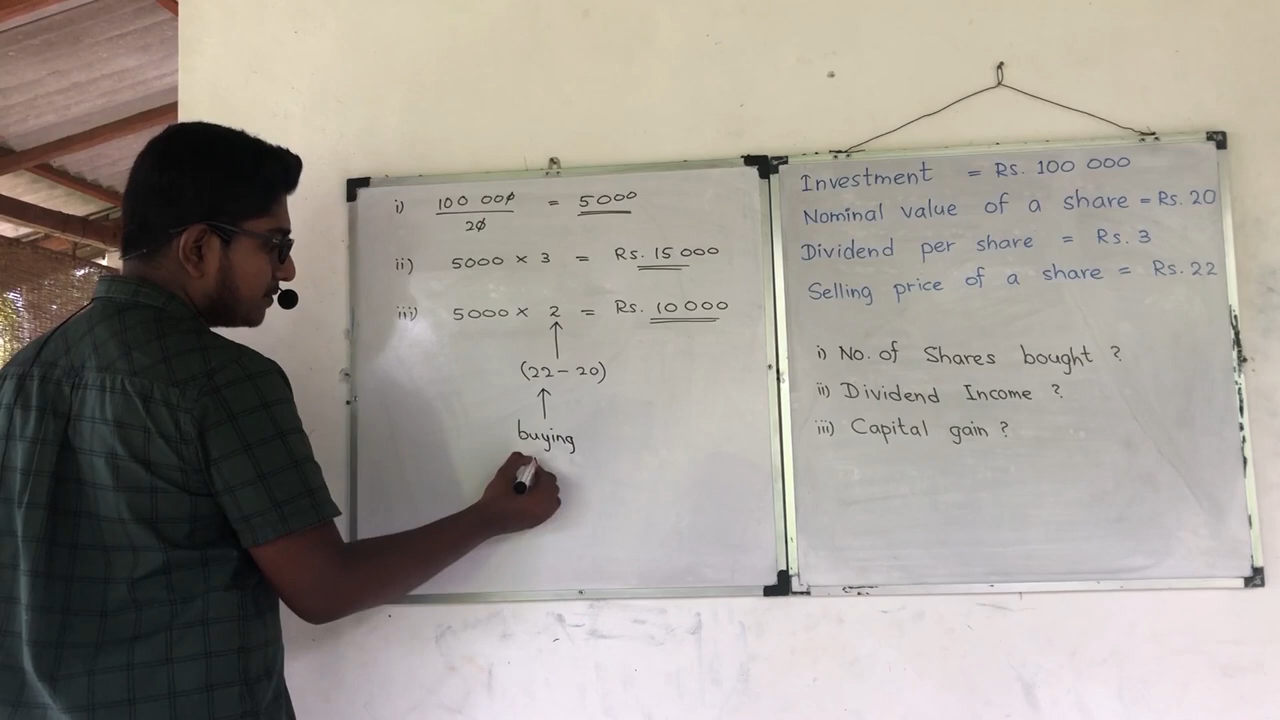 i) 100 000 / 20 = 5000
ii) 5000 × 3 = Rs. 15 000
iii) 5000 × 2 = Rs. 10 000
↑
(22 – 20)
↑
buying
Investment = Rs. 100 000
Nominal value of a share = Rs. 20
Dividend per share = Rs. 3
Selling price of a share = Rs. 22
i) No. of Shares bought ?
ii) Dividend Income ?
iii) Capital gain ?